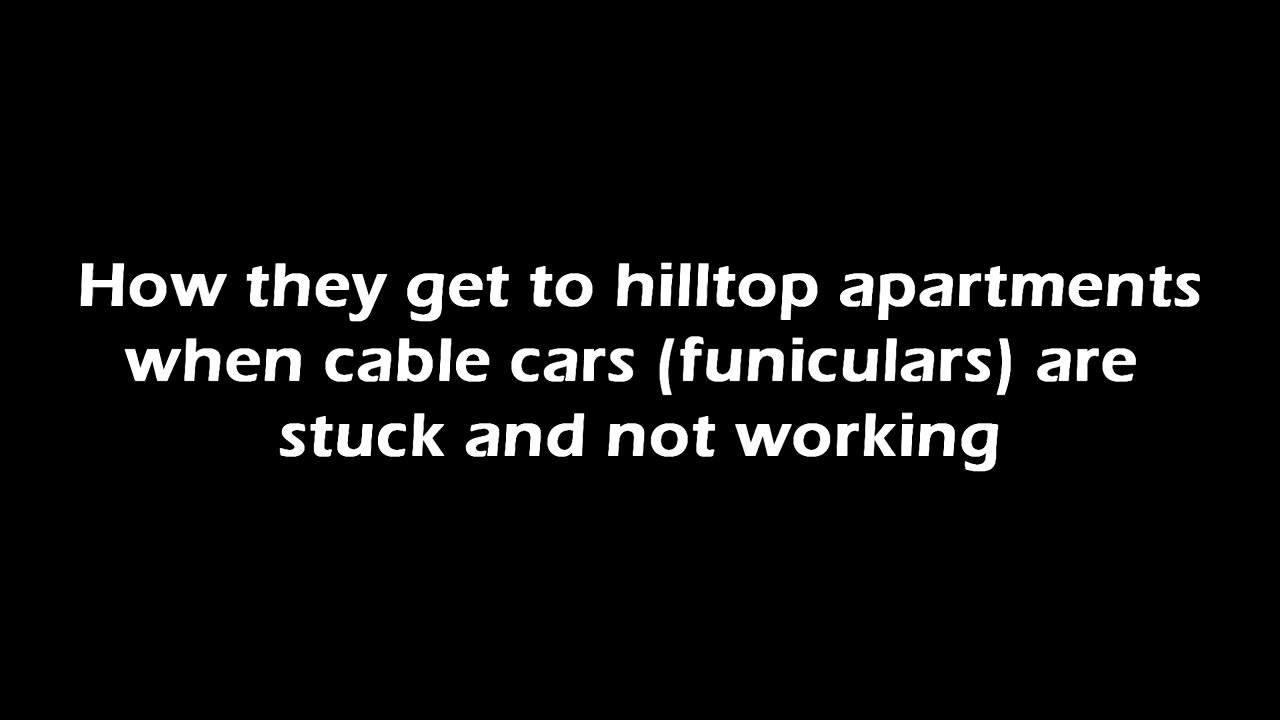 How they get to hilltop apartments
when cable cars (funiculars) are
stuck and not working